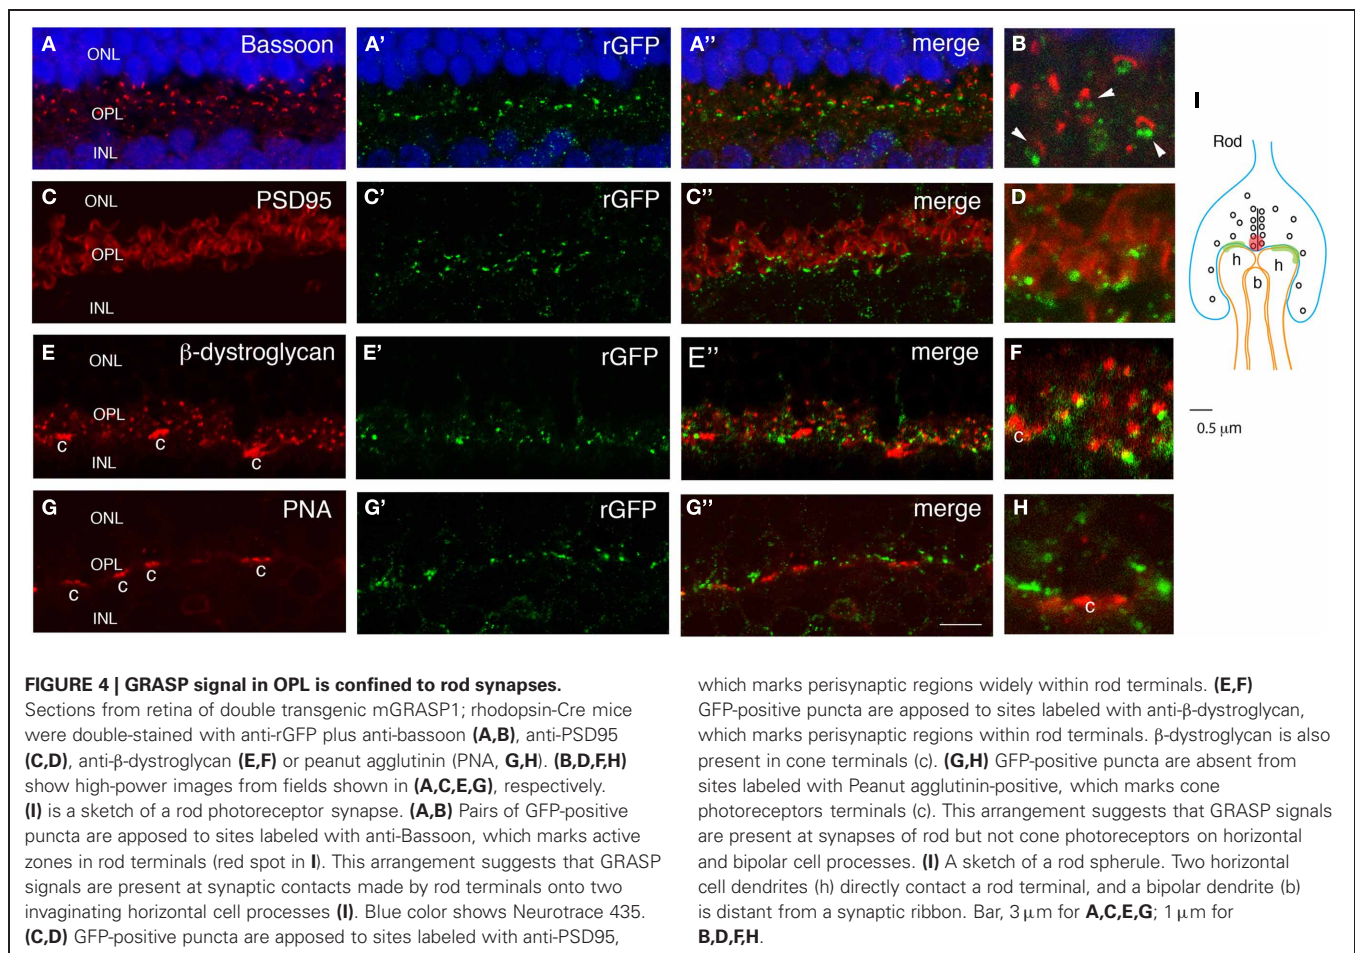 A
ONL
Bassoon
OPL
INL
A'
rGFP
A''
merge
B
C
ONL
PSD95
OPL
INL
C'
rGFP
C''
merge
D
E
ONL
β-dystroglycan
OPL
c
c
c
INL
E'
rGFP
E''
merge
F
c
G
ONL
PNA
OPL
c
c
c
c
INL
G'
rGFP
G''
merge
H
c
I
Rod
h
h
b
0.5 μm
FIGURE 4 | GRASP signal in OPL is confined to rod synapses.
Sections from retina of double transgenic mGRASP1; rhodopsin-Cre mice
were double-stained with anti-rGFP plus anti-bassoon (A,B), anti-PSD95
(C,D), anti-β-dystroglycan (E,F) or peanut agglutinin (PNA, G,H). (B,D,F,H)
show high-power images from fields shown in (A,C,E,G), respectively.
(I) is a sketch of a rod photoreceptor synapse. (A,B) Pairs of GFP-positive
puncta are apposed to sites labeled with anti-Bassoon, which marks active
zones in rod terminals (red spot in I). This arrangement suggests that GRASP
signals are present at synaptic contacts made by rod terminals onto two
invaginating horizontal cell processes (I). Blue color shows Neurotrace 435.
(C,D) GFP-positive puncta are apposed to sites labeled with anti-PSD95,
which marks perisynaptic regions widely within rod terminals. (E,F)
GFP-positive puncta are apposed to sites labeled with anti-β-dystroglycan,
which marks perisynaptic regions within rod terminals. β-dystroglycan is also
present in cone terminals (c). (G,H) GFP-positive puncta are absent from
sites labeled with Peanut agglutinin-positive, which marks cone
photoreceptors terminals (c). This arrangement suggests that GRASP signals
are present at synapses of rod but not cone photoreceptors on horizontal
and bipolar cell processes. (I) A sketch of a rod spherule. Two horizontal
cell dendrites (h) directly contact a rod terminal, and a bipolar dendrite (b)
is distant from a synaptic ribbon. Bar, 3 μm for A,C,E,G; 1 μm for
B,D,F,H.